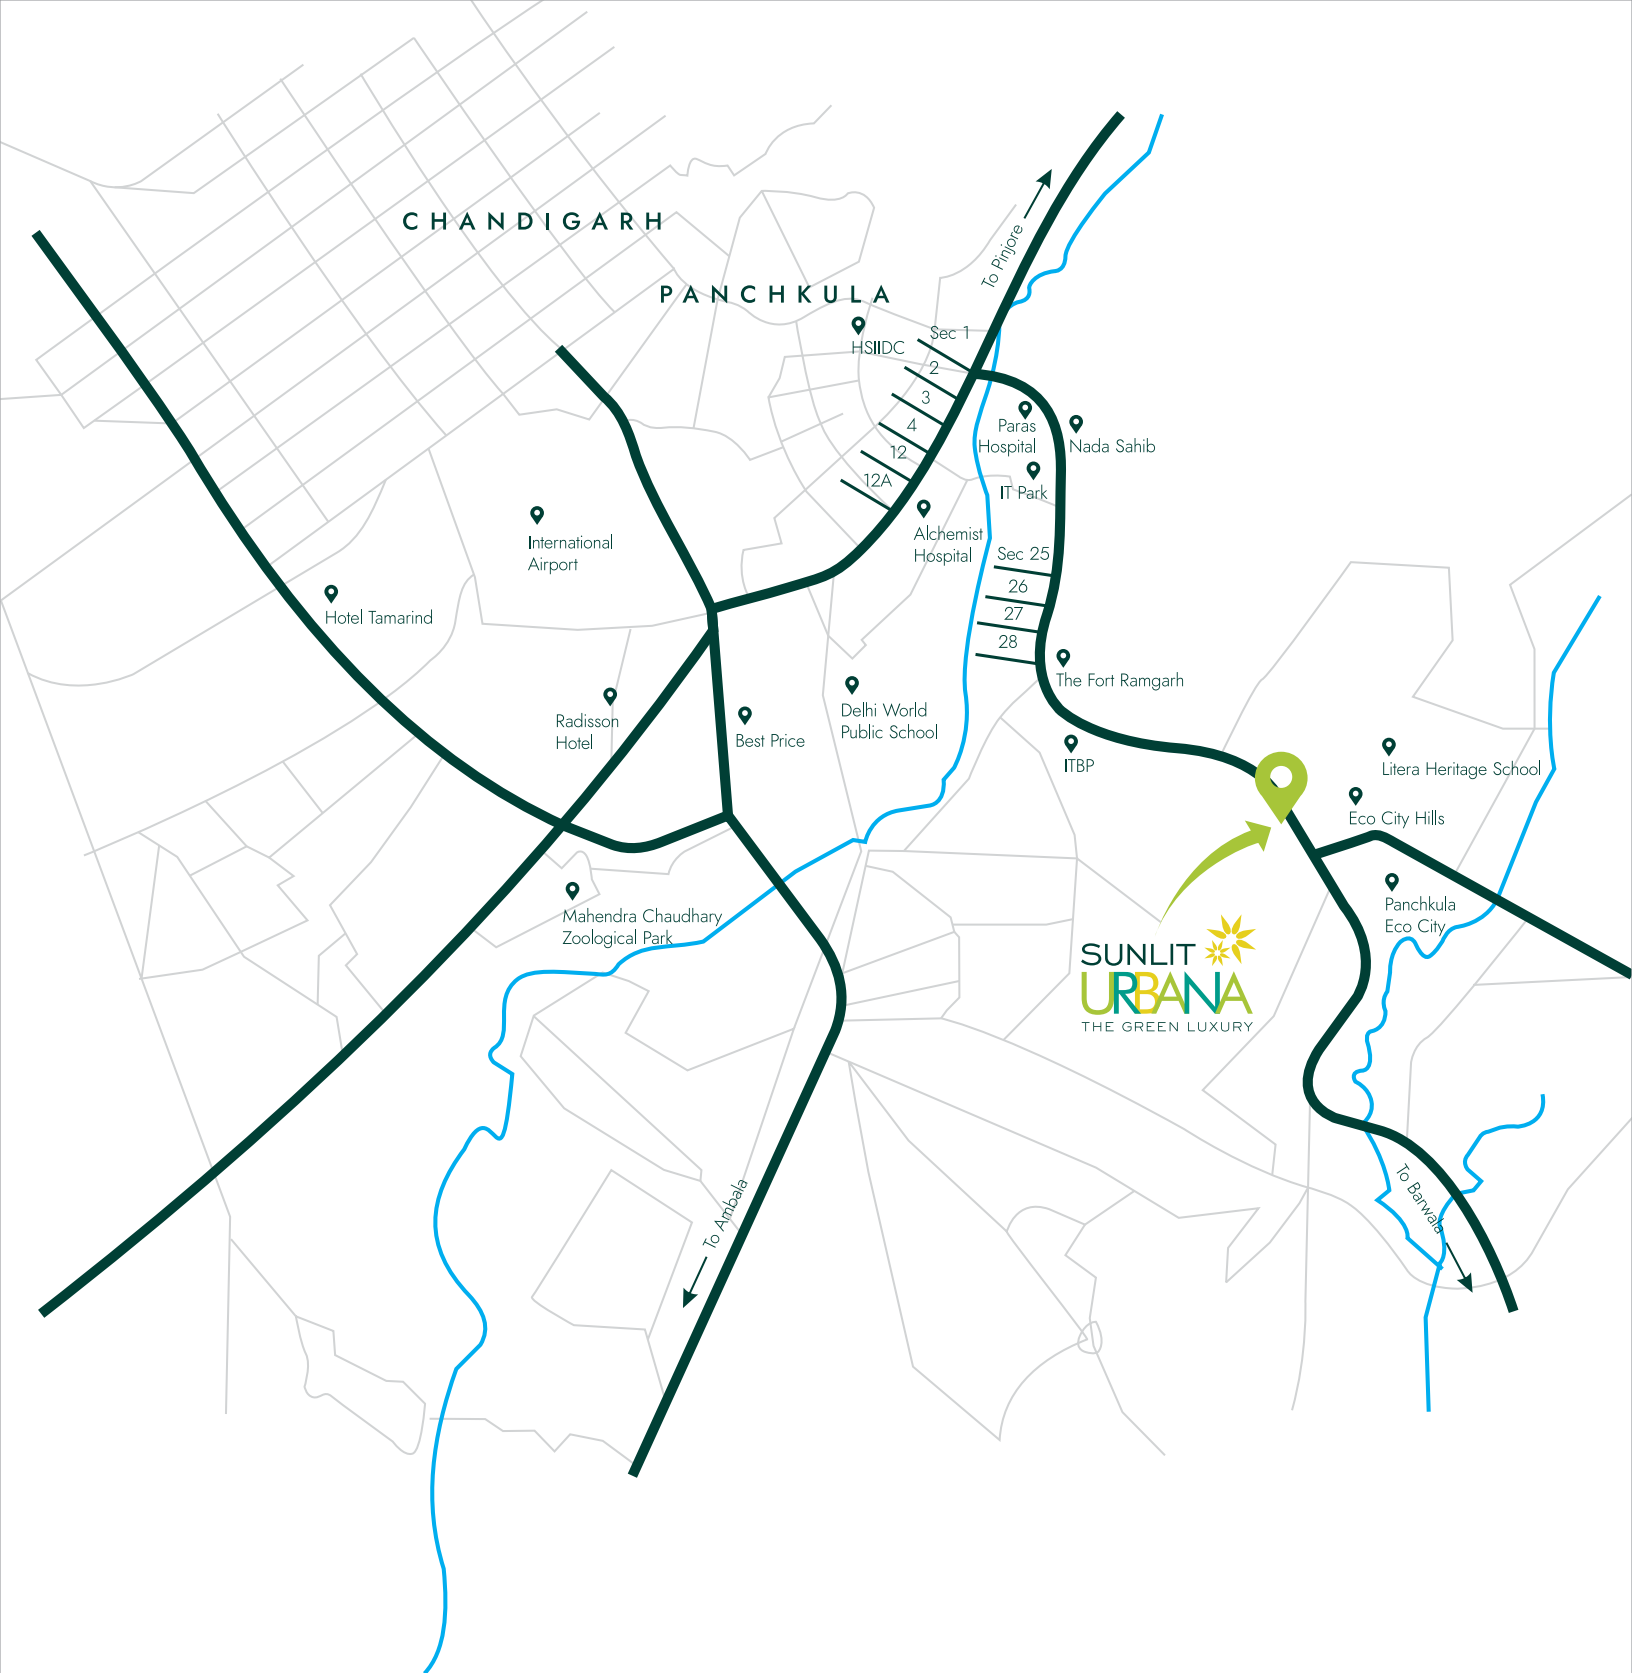 CHANDIGARH
PANCHKULA
To Pinjore
HSIIDC
Sec 1
2
3
4
12
12A
Paras
Hospital
Nada Sahib
IT Park
Alchemist
Hospital
International
Airport
Sec 25
26
27
28
Hotel Tamarind
The Fort Ramgarh
Radisson
Hotel
Best Price
Delhi World
Public School
ITBP
Litera Heritage School
Eco City Hills
Panchkula
Eco City
Mahendra Chaudhary
Zoological Park
SUNLIT
URBANA
THE GREEN LUXURY
To Ambala
To Barwala